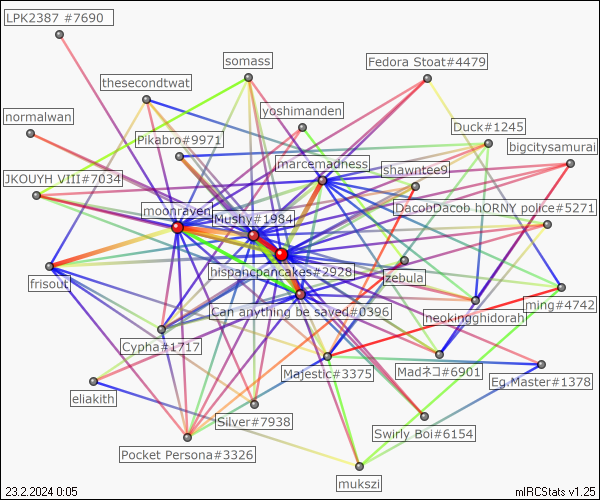 LPK2387 #7690
somass
Fedora Stoat#4479
thesecondtwat
normalwan
yoshimanden
Duck#1245
Pikabro#9971
bigcitysamurai
marcemadness
shawntee9
JKOUYH VIII#7034
moonraven
Mushy#1984
DacobDacob hORNY police#5271
hispancpancakes#2928
zebula
frisout
Can anything be saved#0396
neokingghidorah
ming#4742
Cypha#1717
Majestic#3375
Madネコ#6901
Eg.Master#1378
eliakith
Silver#7938
Swirly Boi#6154
Pocket Persona#3326
mukszi
23.2.2024 0:05
mIRCStats v1.25